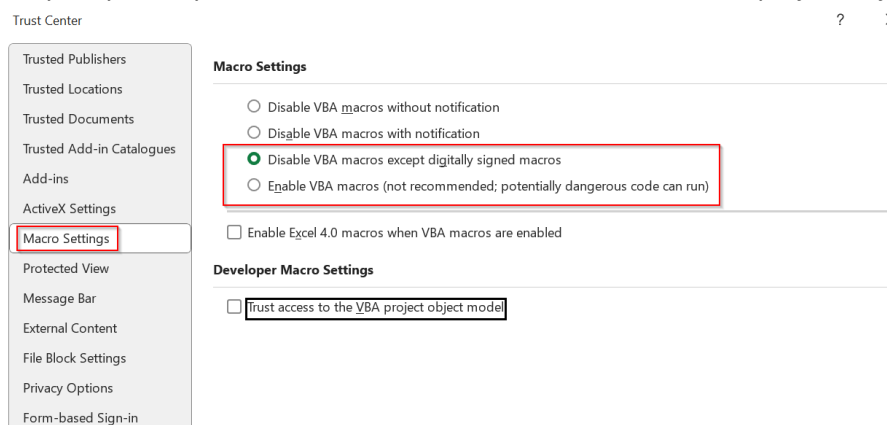 Trust Center
?
Trusted Publishers
Trusted Locations
Trusted Documents
Trusted Add-in Catalogues
Add-ins
ActiveX Settings
Macro Settings
Protected View
Message Bar
External Content
File Block Settings
Privacy Options
Form-based Sign-in
Macro Settings
Disable VBA macros without notification
Disable VBA macros with notification
Disable VBA macros except digitally signed macros
Enable VBA macros (not recommended; potentially dangerous code can run)
Enable Excel 4.0 macros when VBA macros are enabled
Developer Macro Settings
Trust access to the VBA project object model